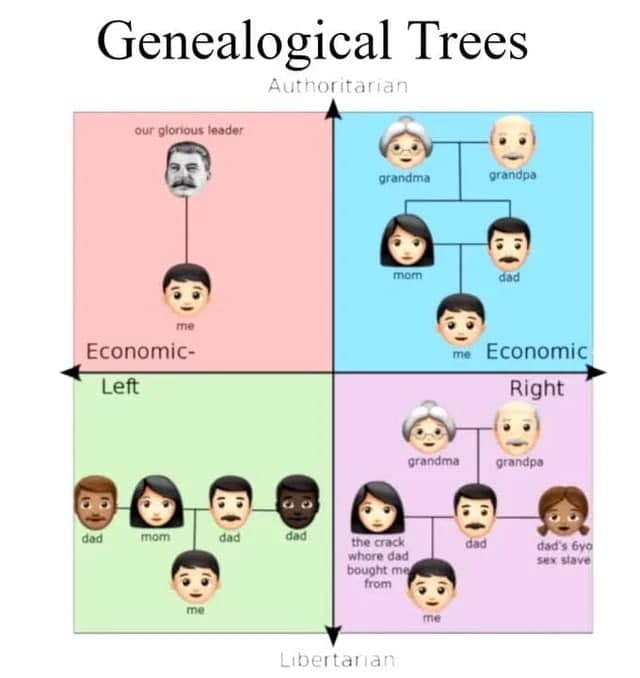 Genealogical Trees
Authoritarian
our glorious leader
me
grandma
grandpa
mom
dad
me
Economic-
Left
Economic
Right
dad
mom
dad
dad
me
grandma
grandpa
the crack
whore dad
bought me
from
dad
dad's 6yo
sex slave
me
Libertarian